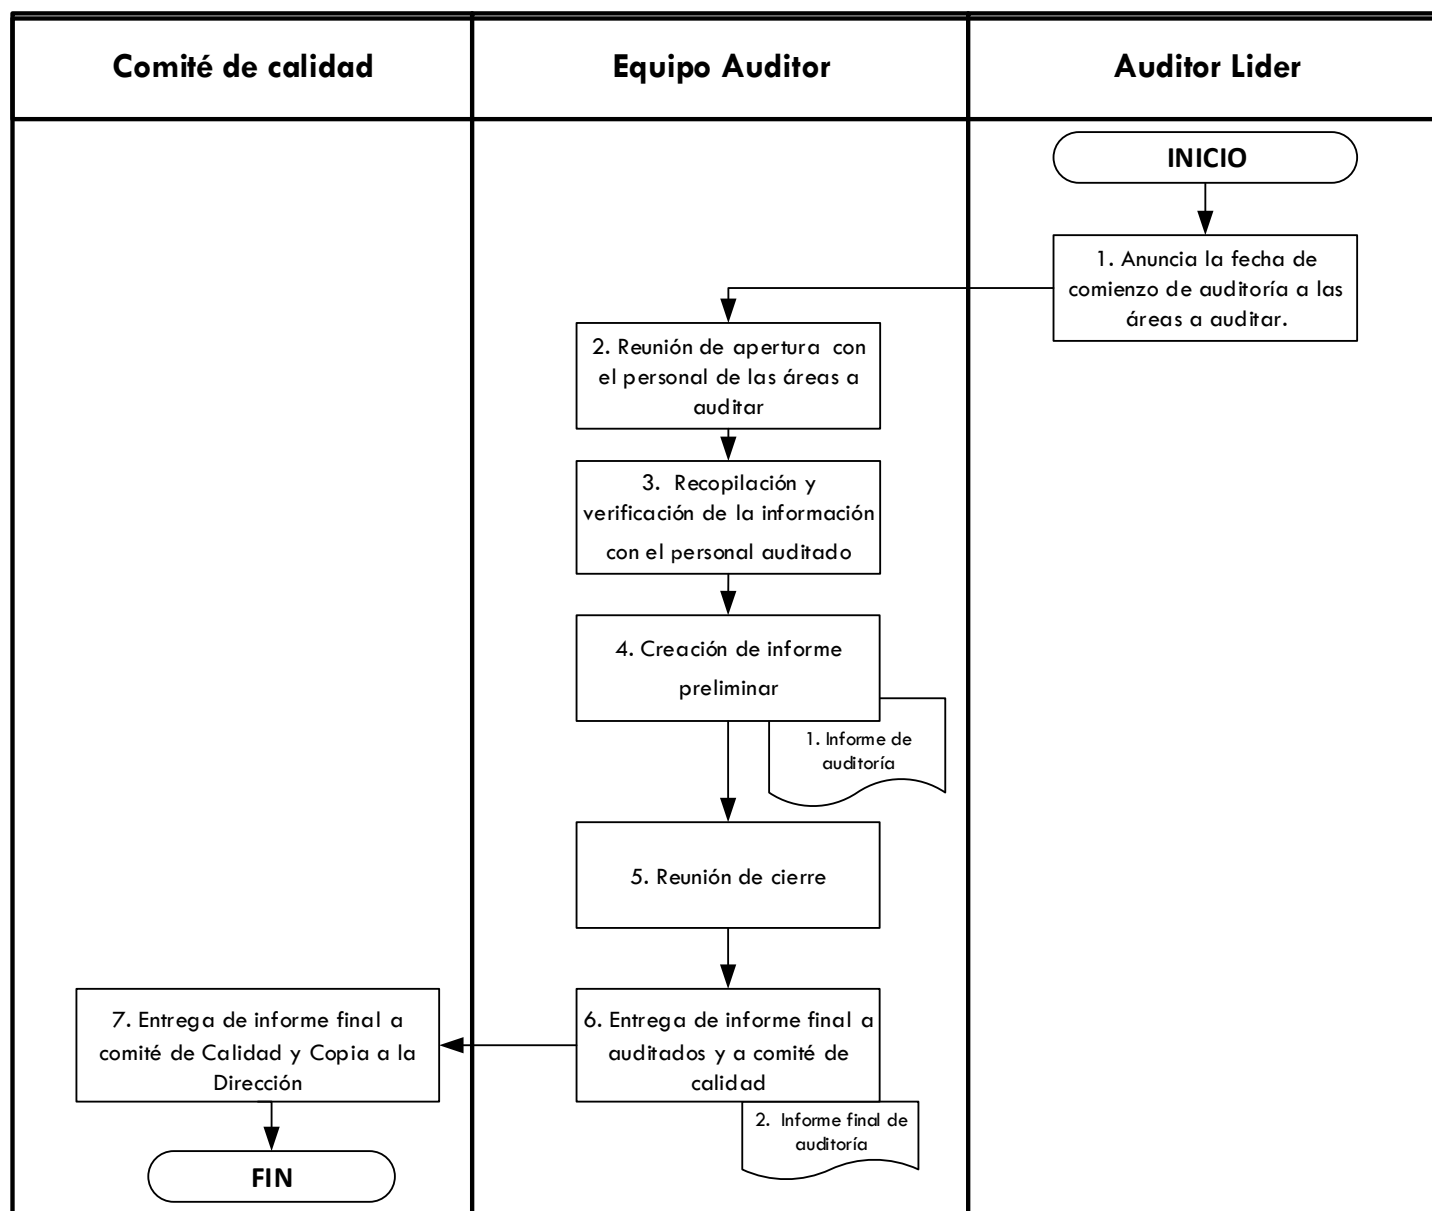 Comité de calidad
Equipo Auditor
Auditor Lider
INICIO
1. Anuncia la fecha de
comienzo de auditoría a las
áreas a auditar.
2. Reunión de apertura con
el personal de las áreas a
auditar
3. Recopilación y
verificación de la información
con el personal auditado
4. Creación de informe
preliminar
1. Informe de
auditoría
5. Reunión de cierre
6. Entrega de informe final a
auditados y a comité de
calidad
2. Informe final de
auditoría
7. Entrega de informe final a
comité de Calidad y Copia a la
Dirección
FIN